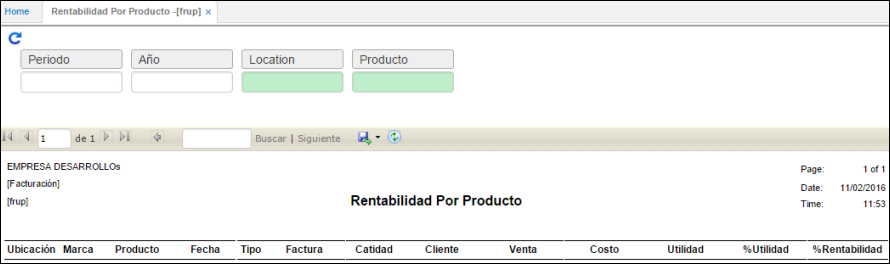 Home Rentabilidad Por Producto -[frup] ×
Periodo Año Location Producto
1 de 1 Buscar | Siguiente
EMPRESA DESARROLLOs Page: 1 of 1
[Facturación] Date: 11/02/2016
[frup] Rentabilidad Por Producto Time: 11:53
Ubicación Marca Producto Fecha Tipo Factura Catidad Cliente Venta Costo Utilidad %Utilidad %Rentabilidad